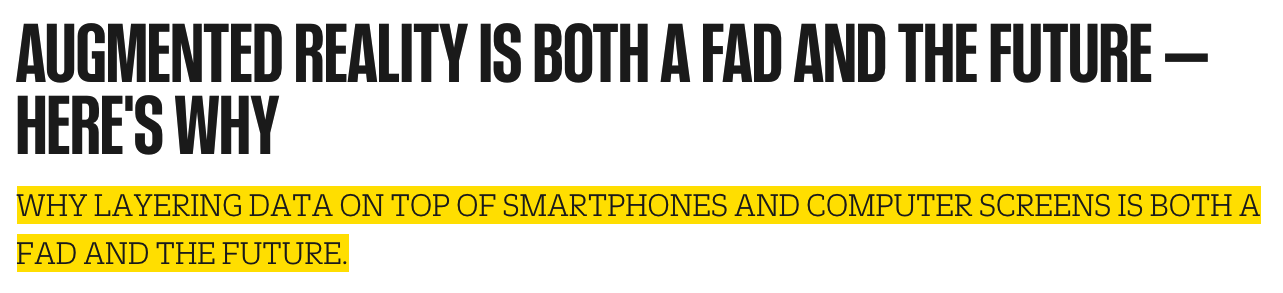 AUGMENTED REALITY IS BOTH A FAD AND THE FUTURE —
HERE'S WHY
WHY LAYERING DATA ON TOP OF SMARTPHONES AND COMPUTER SCREENS IS BOTH A
FAD AND THE FUTURE.